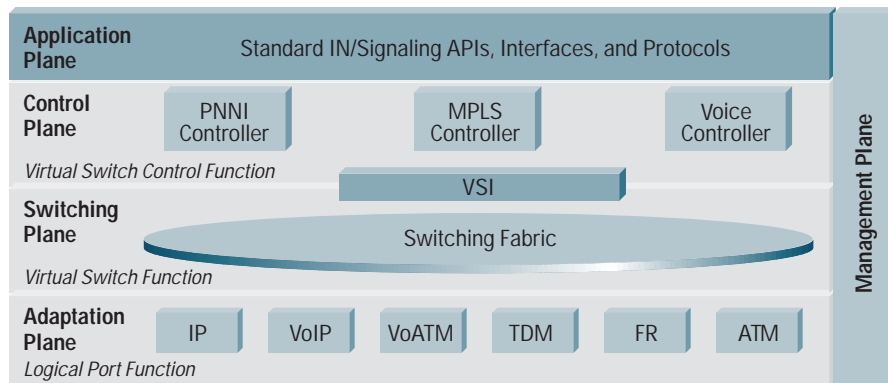 Application
Plane
Standard IN/Signaling APIs, Interfaces, and Protocols
Control
Plane
PNNI
Controller
MPLS
Controller
Voice
Controller
Virtual Switch Control Function
VSI
Switching
Plane
Switching Fabric
Virtual Switch Function
Adaptation
Plane
IP
VoIP
VoATM
TDM
FR
ATM
Logical Port Function
Management Plane